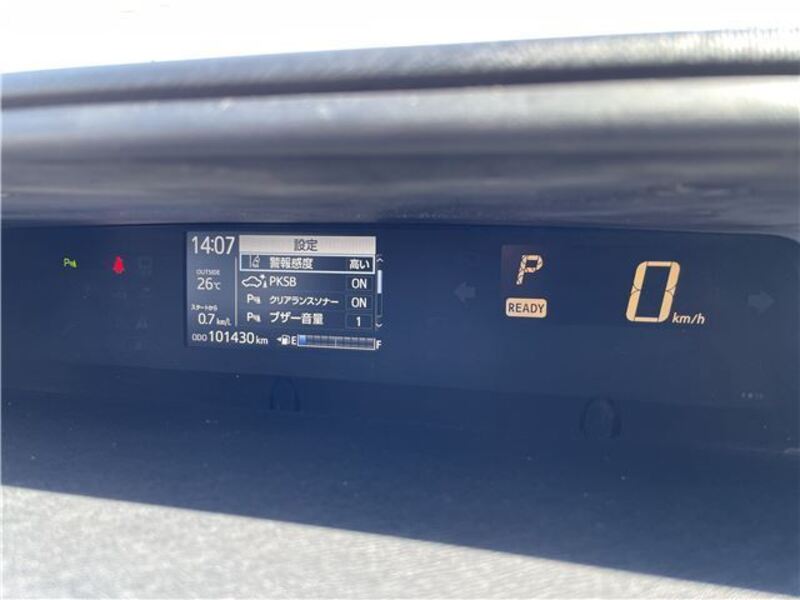 14:07
設定
警報感度 高い
OUTSIDE
26℃
PKSB ON
クリアランスソナー ON
スタートから
0.7 km/L
ブザー音量 1
ODO 101430 km
E F
P
READY
0 km/h